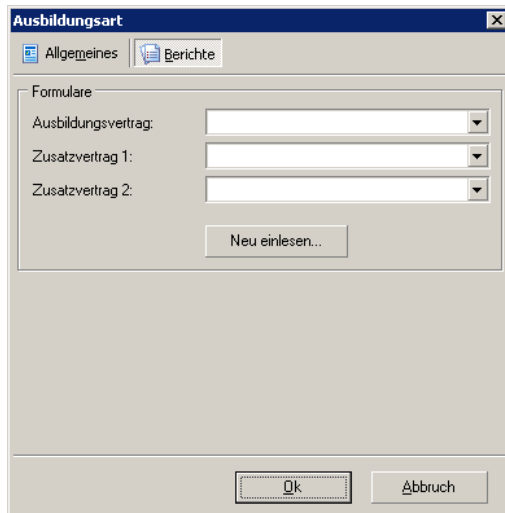 Ausbildungsart
Allgemeines Berichte
Formulare
Ausbildungsvertrag:
Zusatzvertrag 1:
Zusatzvertrag 2:
Neu einlesen...
Ok Abbruch